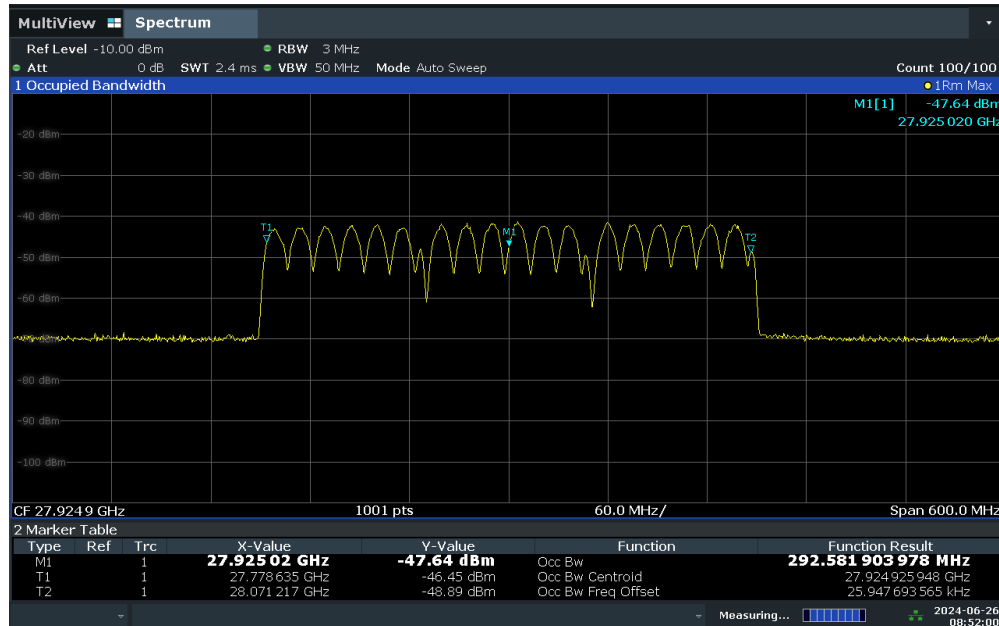 MultiView Spectrum
Ref Level -10.00 dBm RBW 3 MHz
Att 0 dB SWT 2.4 ms VBW 50 MHz Mode Auto Sweep Count 100/100
1 Occupied Bandwidth 1Rm Max
M1[1] -47.64 dBm
27.925 020 GHz
-20 dBm
-30 dBm
-40 dBm
T1
M1
T2
-50 dBm
-60 dBm
-80 dBm
-90 dBm
-100 dBm
CF 27.9249 GHz 1001 pts 60.0 MHz/ Span 600.0 MHz
2 Marker Table
Type Ref Trc X-Value Y-Value Function Function Result
M1 1 27.925 02 GHz -47.64 dBm Occ Bw 292.581 903 978 MHz
T1 1 27.778 635 GHz -46.45 dBm Occ Bw Centroid 27.924 925 948 GHz
T2 1 28.071 217 GHz -48.89 dBm Occ Bw Freq Offset 25.947 693 565 kHz
Measuring... 2024-06-26
08:52:00